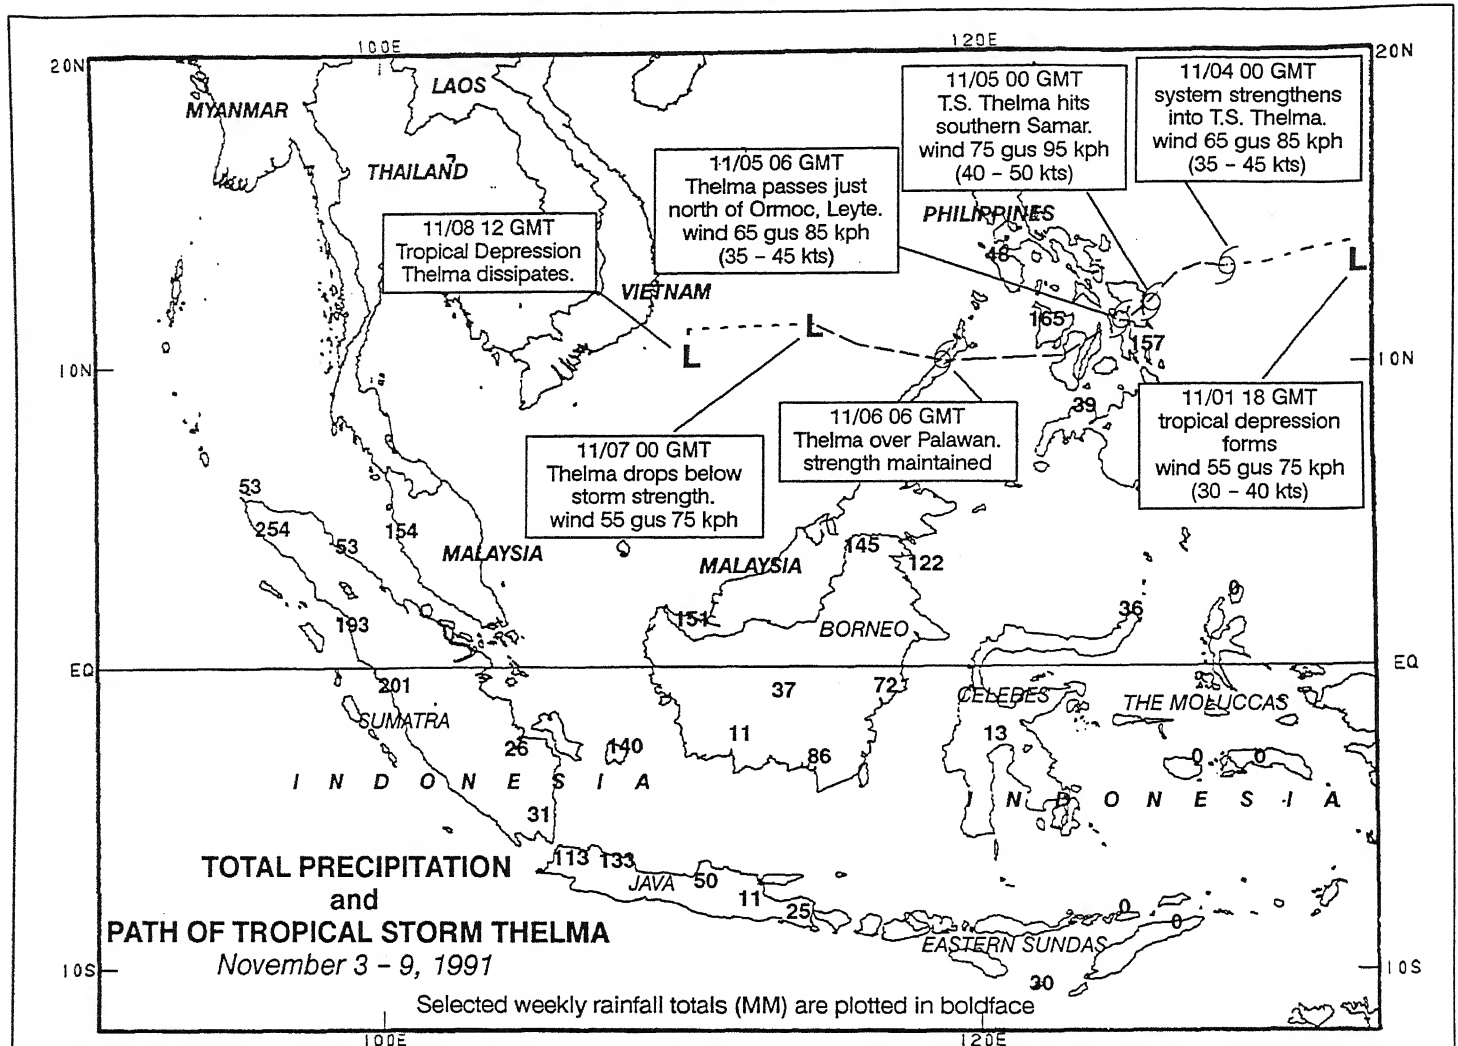 100E
120E
20N
20N
MYANMAR
LAOS
THAILAND
7
11/05 00 GMT
T.S. Thelma hits
southern Samar.
wind 75 gus 95 kph
(40 – 50 kts)
11/04 00 GMT
system strengthens
into T.S. Thelma.
wind 65 gus 85 kph
(35 – 45 kts)
11/05 06 GMT
Thelma passes just
north of Ormoc, Leyte.
wind 65 gus 85 kph
(35 – 45 kts)
PHILIPPINES
11/08 12 GMT
Tropical Depression
Thelma dissipates.
48
L
VIETNAM
165
157
L
L
10N
10N
39
11/01 18 GMT
tropical depression
forms
wind 55 gus 75 kph
(30 – 40 kts)
11/06 06 GMT
Thelma over Palawan.
strength maintained
11/07 00 GMT
Thelma drops below
storm strength.
wind 55 gus 75 kph
53
254
53
154
MALAYSIA
MALAYSIA
145
122
0
193
151
BORNEO
36
EQ
EQ
201
37
72
CELEBES
THE MOLUCCAS
SUMATRA
26
140
11
86
13
0
0
INDONESIA
INDONESIA
31
113
133
JAVA
50
11
25
0
0
TOTAL PRECIPITATION
and
PATH OF TROPICAL STORM THELMA
November 3 – 9, 1991
EASTERN SUNDAS
10S
10S
30
Selected weekly rainfall totals (MM) are plotted in boldface
100E
120E